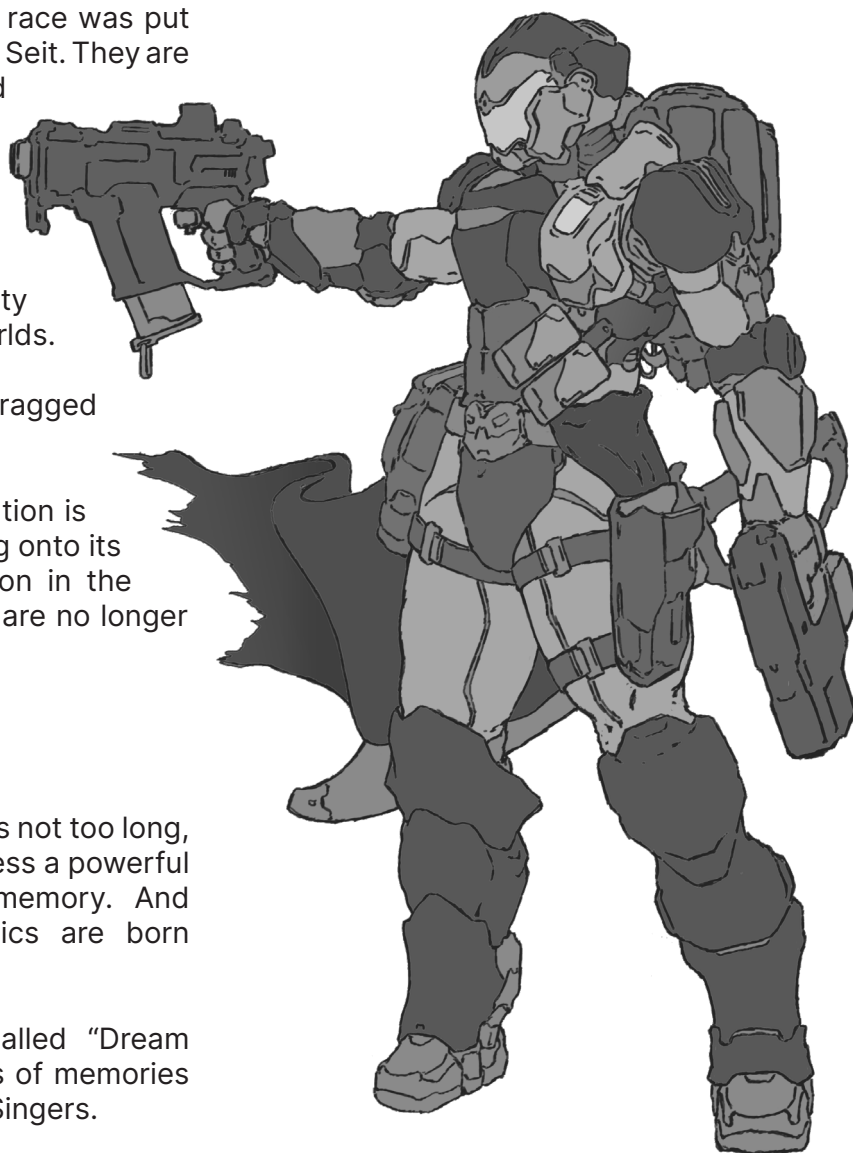 race was put
Seit. They are
ty
rlds.
ragged
tion is
g onto its
on in the
are no longer
s not too long,
ess a powerful
memory. And
ics are born
alled “Dream
s of memories
Singers.